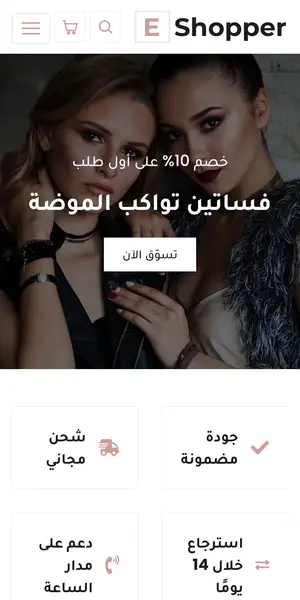 E Shopper
خصم 10% على أول طلب
فساتين تواكب الموضة
تسوّق الآن
جودة
مضمونة
شحن
مجاني
استرجاع
خلال 14
يومًا
دعم على
مدار
الساعة